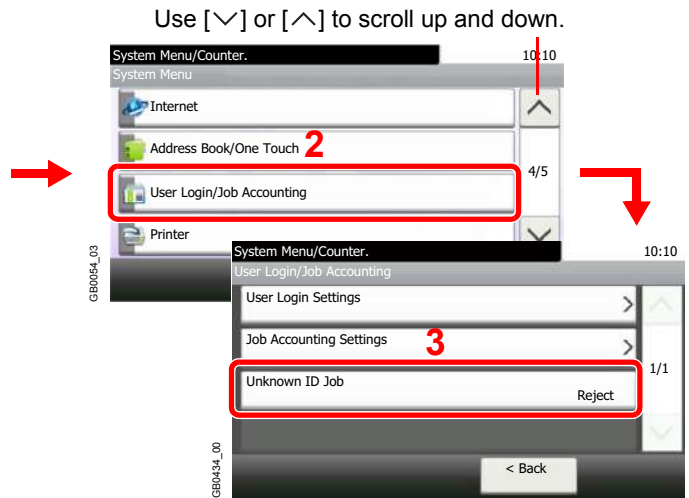 Use [∨] or [∧] to scroll up and down.
System Menu/Counter.
10:10
System Menu
Internet
Address Book/One Touch
2
4/5
User Login/Job Accounting
Printer
GB0054_03
System Menu/Counter.
10:10
User Login/Job Accounting
User Login Settings
Job Accounting Settings
3
1/1
Unknown ID Job
Reject
< Back
GB0434_00